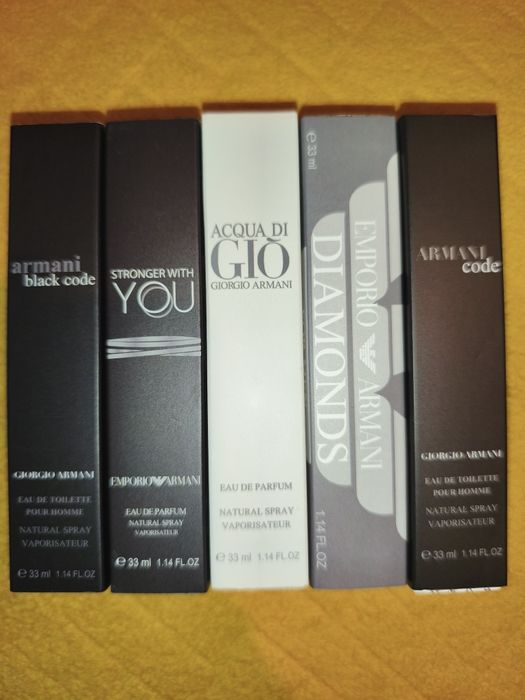 armani
black code
GIORGIO ARMANI
EAU DE TOILETTE
POUR HOMME
NATURAL SPRAY
VAPORISATEUR
e 33 ml 1.14 FL.OZ
STRONGER WITH
YOU
EMPORIO ARMANI
EAU DE PARFUM
NATURAL SPRAY
VAPORISATEUR
e 33 ml 1.14 FL.OZ
ACQUA DI
GIÒ
GIORGIO ARMANI
EAU DE PARFUM
NATURAL SPRAY
VAPORISATEUR
e 33 ml 1.14 FL.OZ
e 33 ml
EMPORIO ARMANI
DIAMONDS
1.14 FL.OZ
ARMANI
code
GIORGIO ARMANI
EAU DE TOILETTE
POUR HOMME
NATURAL SPRAY
VAPORISATEUR
e 33 ml 1.14 FL.OZ